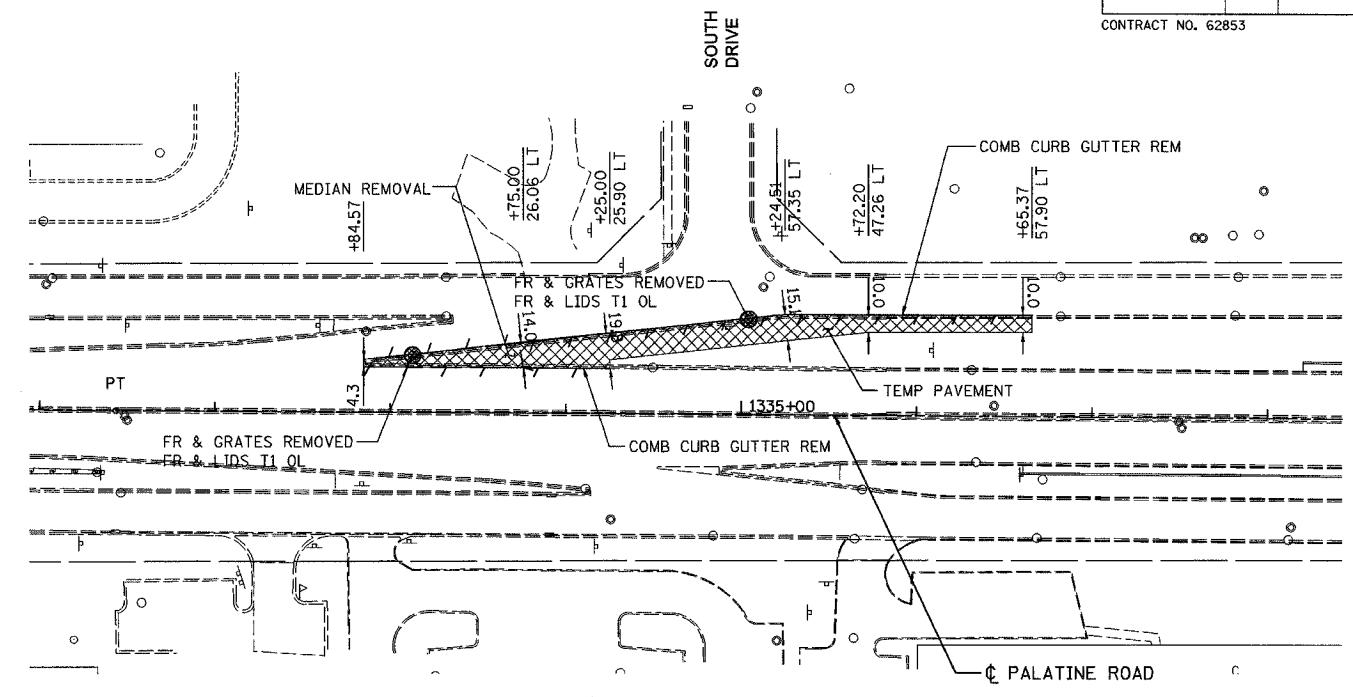 CONTRACT NO. 62853
SOUTH
DRIVE
COMB CURB GUTTER REM
MEDIAN REMOVAL
+84.57
+75.00
26.06 LT
+25.00
25.90 LT
+24.51
57.35 LT
+72.20
47.26 LT
+65.37
57.90 LT
FR & GRATES REMOVED
FR & LIDS T1 OL
14.0
15.1
10.0
10.0
4.3
PT
TEMP PAVEMENT
1335+00
FR & GRATES REMOVED
FR & LIDS T1 OL
COMB CURB GUTTER REM
℄ PALATINE ROAD